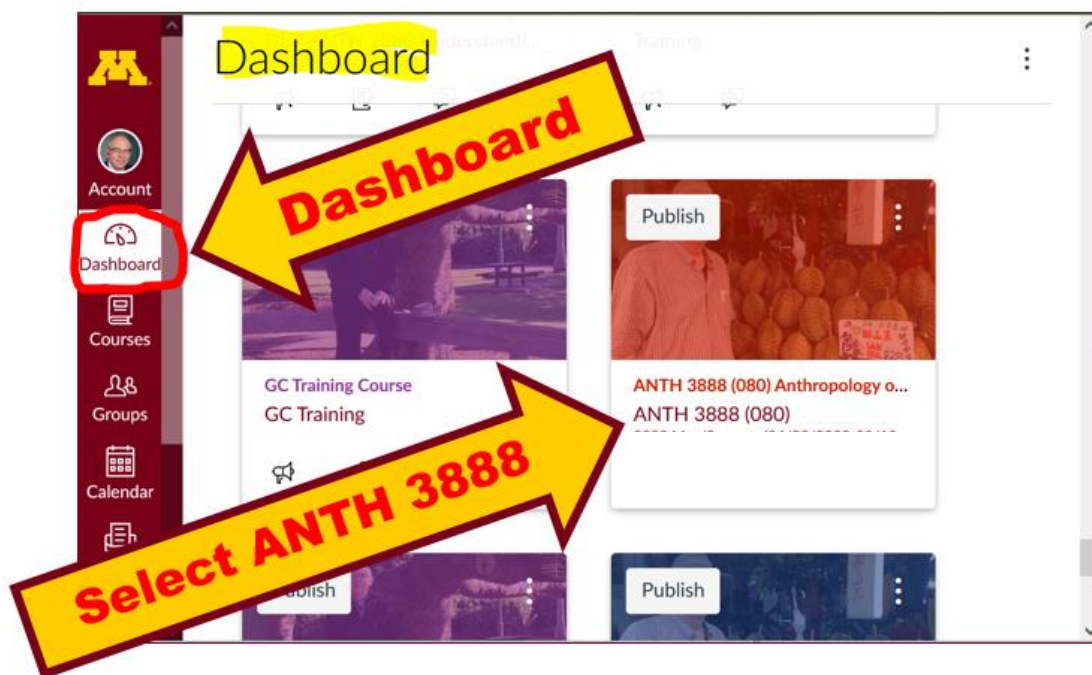 M
Dashboard
Training
Account
Dashboard
Courses
Groups
Calendar
Dashboard
Publish
GC Training Course
GC Training
ANTH 3888 (080) Anthropology o...
ANTH 3888 (080)
Select ANTH 3888
Publish